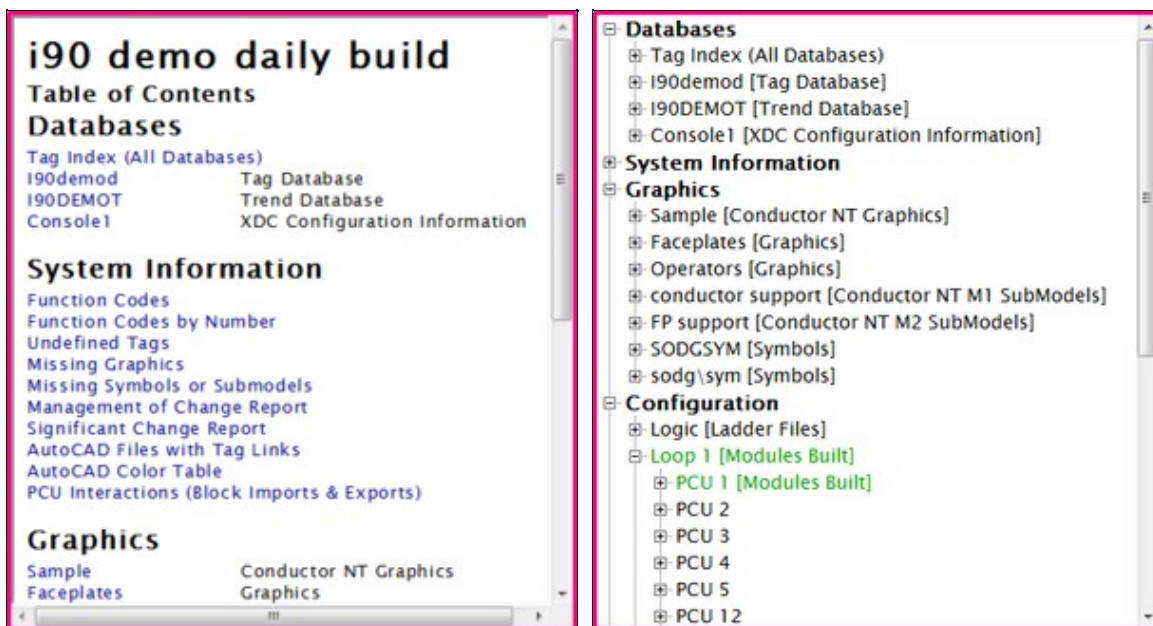 i90 demo daily build
Table of Contents
Databases
Tag Index (All Databases)
I90demod Tag Database
I90DEMOT Trend Database
Console1 XDC Configuration Information
System Information
Function Codes
Function Codes by Number
Undefined Tags
Missing Graphics
Missing Symbols or Submodels
Management of Change Report
Significant Change Report
AutoCAD Files with Tag Links
AutoCAD Color Table
PCU Interactions (Block Imports & Exports)
Graphics
Sample Conductor NT Graphics
Faceplates Graphics
Databases
Tag Index (All Databases)
I90demod [Tag Database]
I90DEMOT [Trend Database]
Console1 [XDC Configuration Information]
System Information
Graphics
Sample [Conductor NT Graphics]
Faceplates [Graphics]
Operators [Graphics]
conductor support [Conductor NT M1 SubModels]
FP support [Conductor NT M2 SubModels]
SODGSYM [Symbols]
sodg\sym [Symbols]
Configuration
Logic [Ladder Files]
Loop 1 [Modules Built]
PCU 1 [Modules Built]
PCU 2
PCU 3
PCU 4
PCU 5
PCU 12